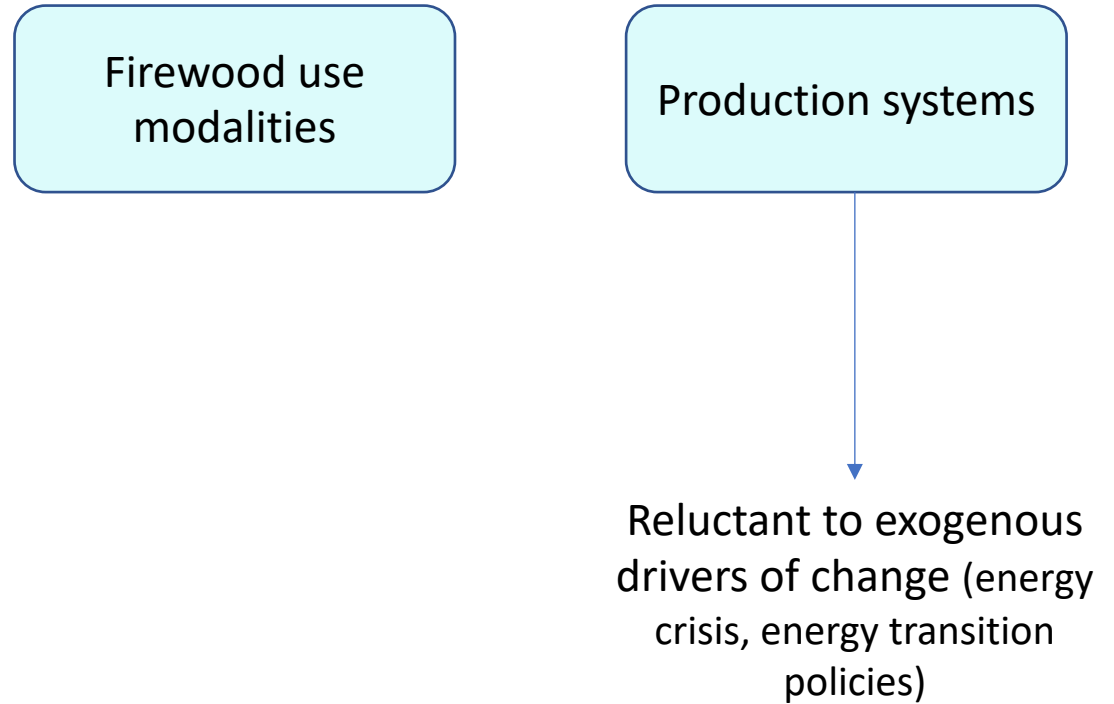 Firewood use
modalities
Production systems
Reluctant to exogenous
drivers of change (energy
crisis, energy transition
policies)